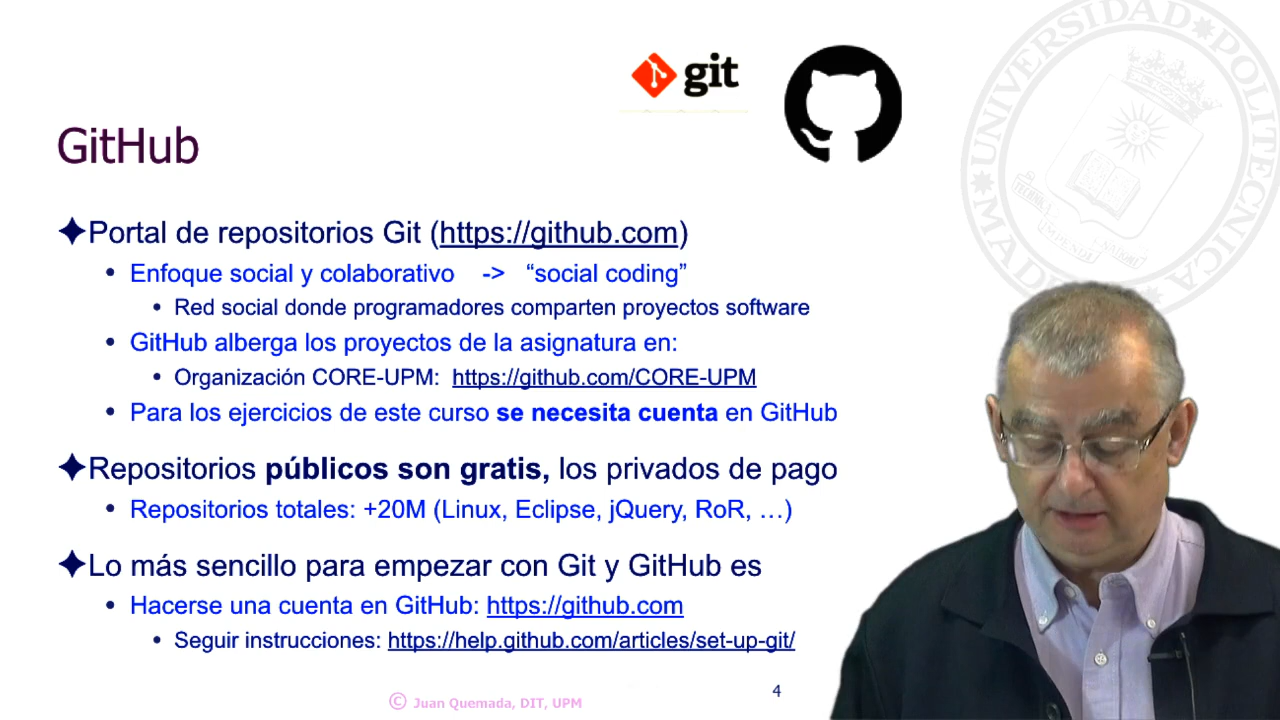 git
UNIVERSIDAD POLITECNICA
MADRID
GitHub
✦Portal de repositorios Git (https://github.com)
• Enfoque social y colaborativo -> “social coding”
• Red social donde programadores comparten proyectos software
• GitHub alberga los proyectos de la asignatura en:
• Organización CORE-UPM: https://github.com/CORE-UPM
• Para los ejercicios de este curso se necesita cuenta en GitHub
✦Repositorios públicos son gratis, los privados de pago
• Repositorios totales: +20M (Linux, Eclipse, jQuery, RoR, …)
✦Lo más sencillo para empezar con Git y GitHub es
• Hacerse una cuenta en GitHub: https://github.com
• Seguir instrucciones: https://help.github.com/articles/set-up-git/
© Juan Quemada, DIT, UPM
4